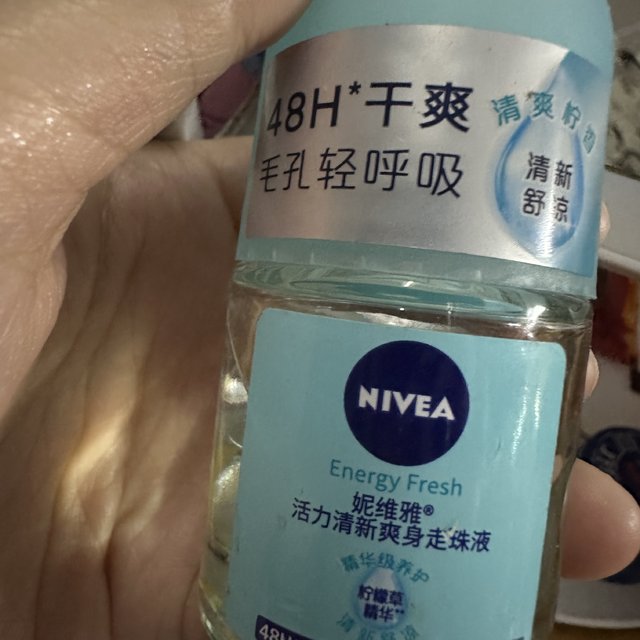 48H*干爽
毛孔轻呼吸
清爽柠
清新
舒凉
NIVEA
Energy Fresh
妮维雅®
活力清新爽身走珠液
精华级养护
柠檬草
精华
48H